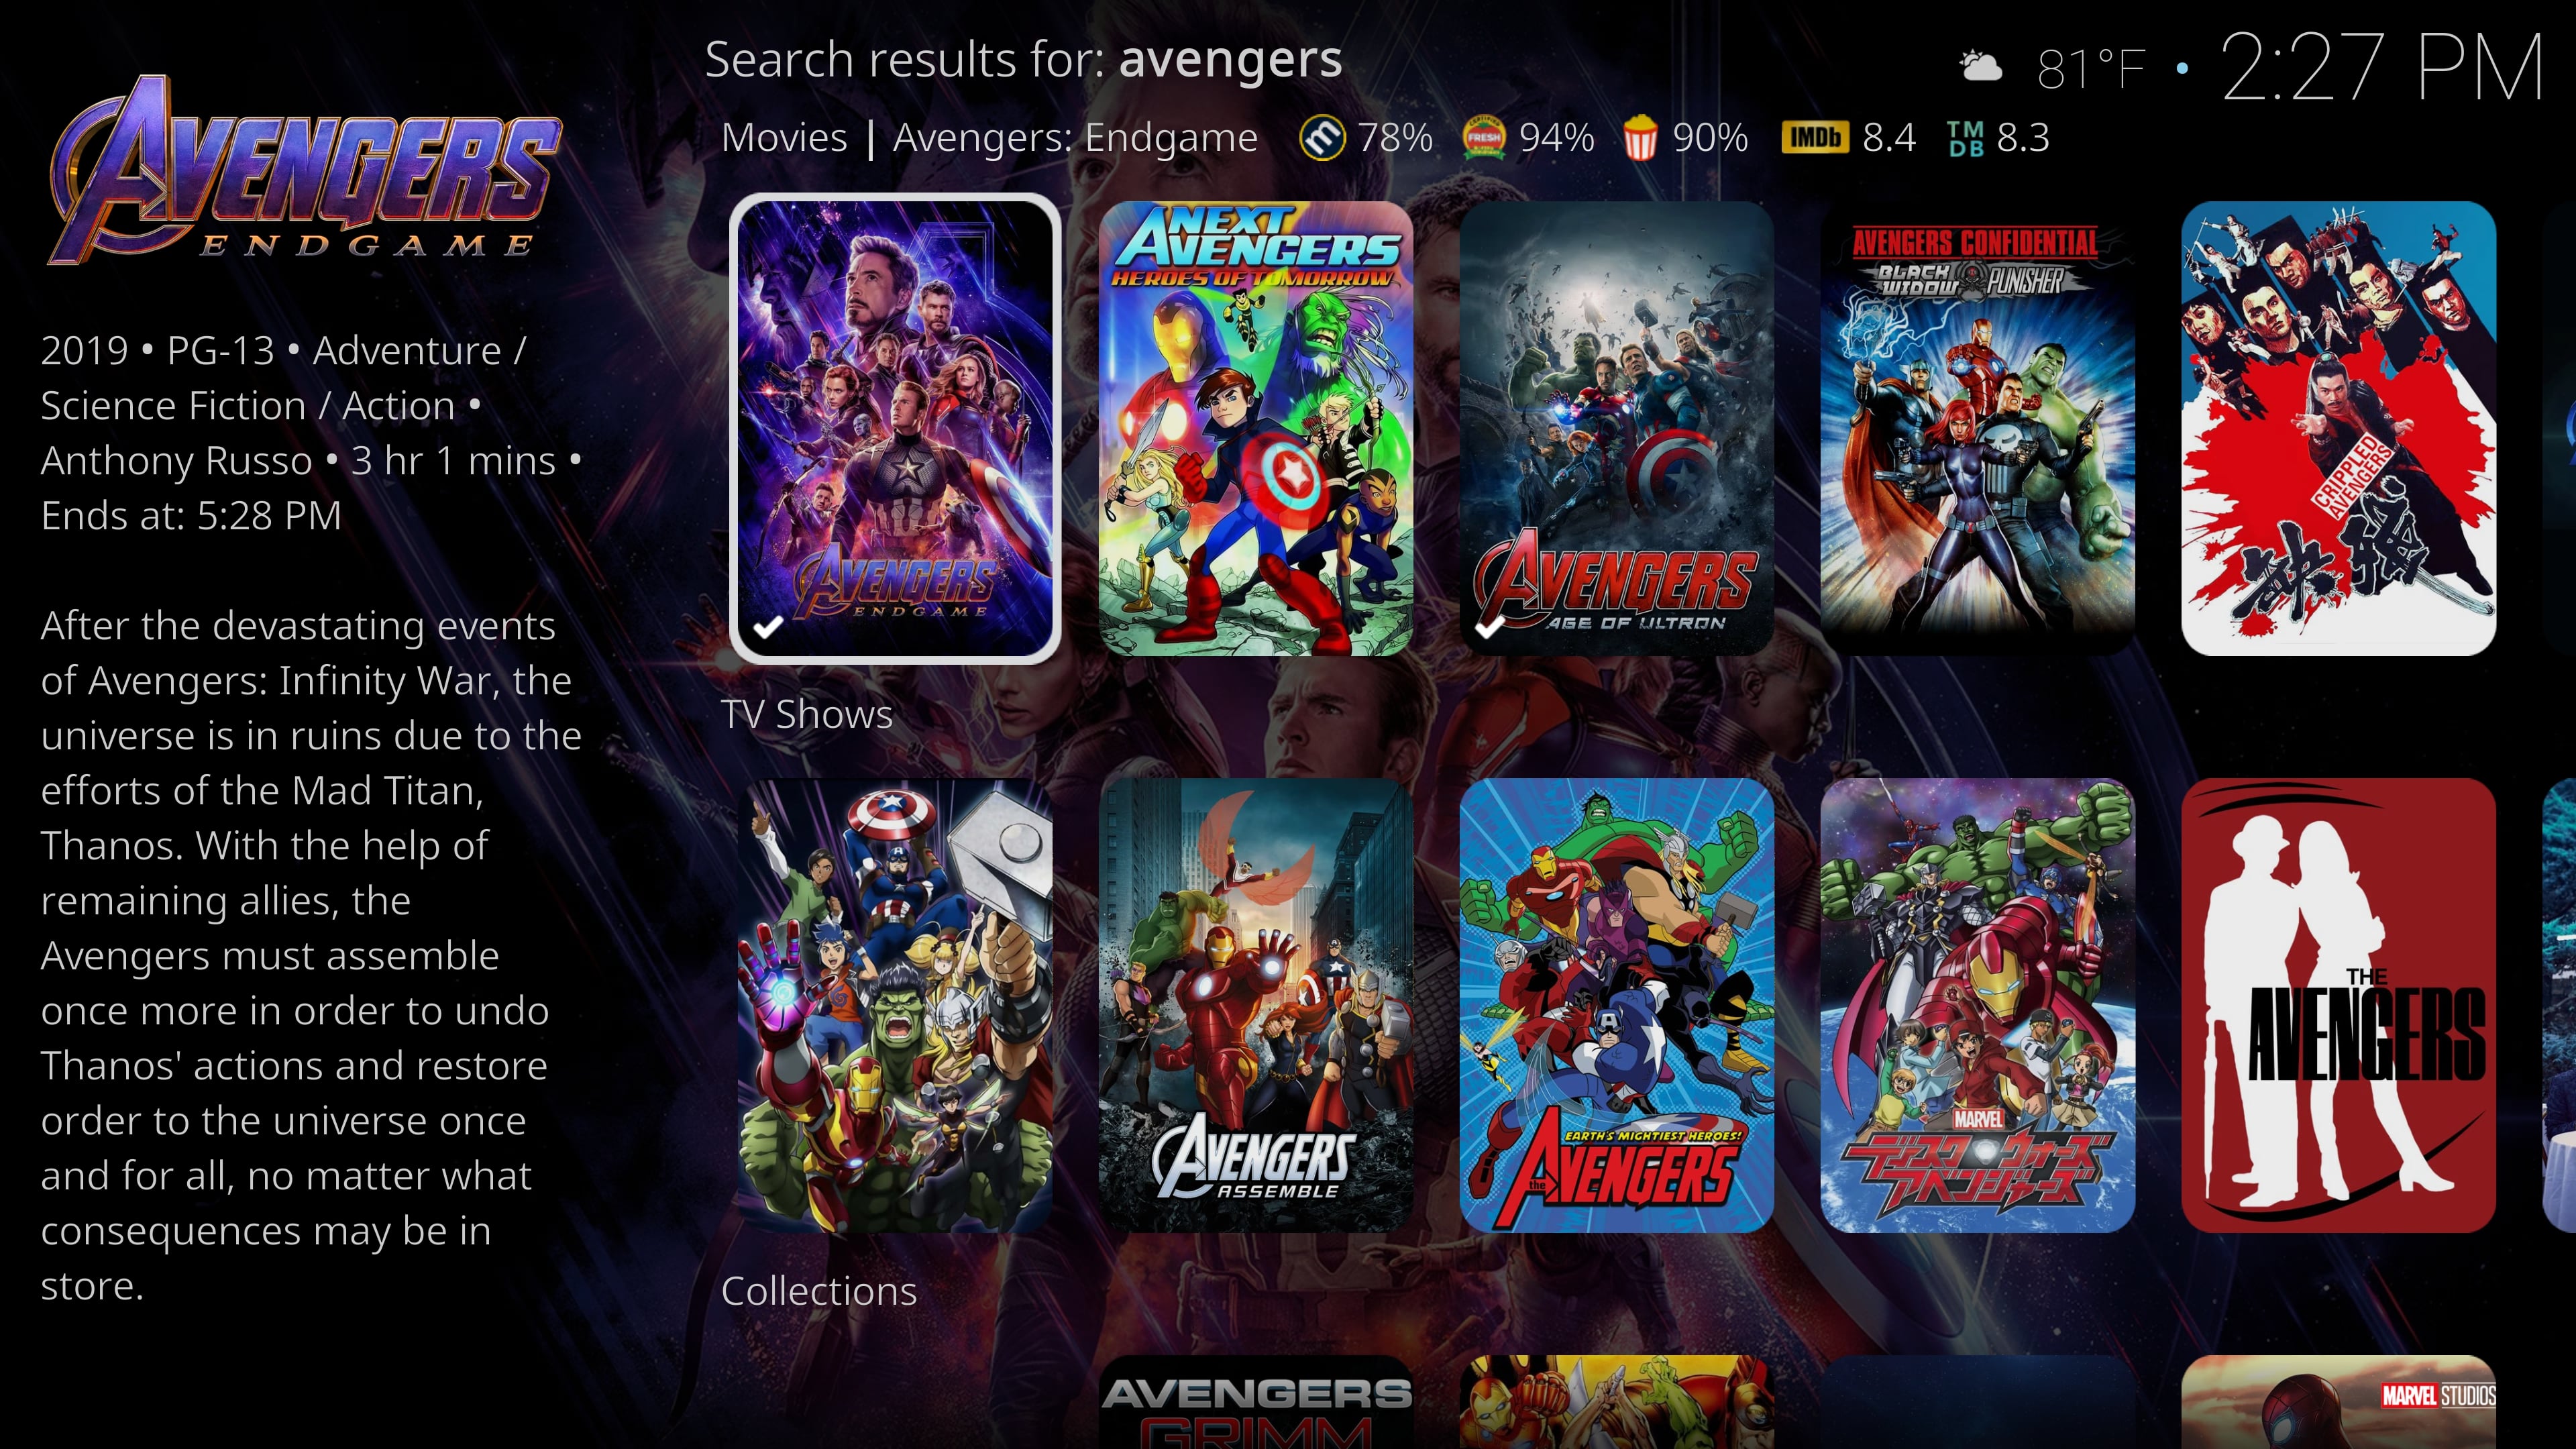 AVENGERS
ENDGAME
2019 • PG-13 • Adventure /
Science Fiction / Action •
Anthony Russo • 3 hr 1 mins •
Ends at: 5:28 PM
After the devastating events
of Avengers: Infinity War, the
universe is in ruins due to the
efforts of the Mad Titan,
Thanos. With the help of
remaining allies, the
Avengers must assemble
once more in order to undo
Thanos' actions and restore
order to the universe once
and for all, no matter what
consequences may be in
store.
Search results for: avengers
81°F • 2:27 PM
Movies | Avengers: Endgame 78% CERTIFIED FRESH 94% 90% IMDb 8.4 TMDB 8.3
AVENGERS
ENDGAME
NEXT
AVENGERS
HEROES OF TOMORROW
AVENGERS
AGE OF ULTRON
AVENGERS CONFIDENTIAL
BLACK WIDOW PUNISHER
CRIPPLED
AVENGERS
TV Shows
AVENGERS
ASSEMBLE
EARTH'S MIGHTIEST HEROES!
the AVENGERS
MARVEL
ディスク・ウォーズ
アベンジャーズ
THE
AVENGERS
Collections
AVENGERS
GRIMM
MARVEL STUDIOS